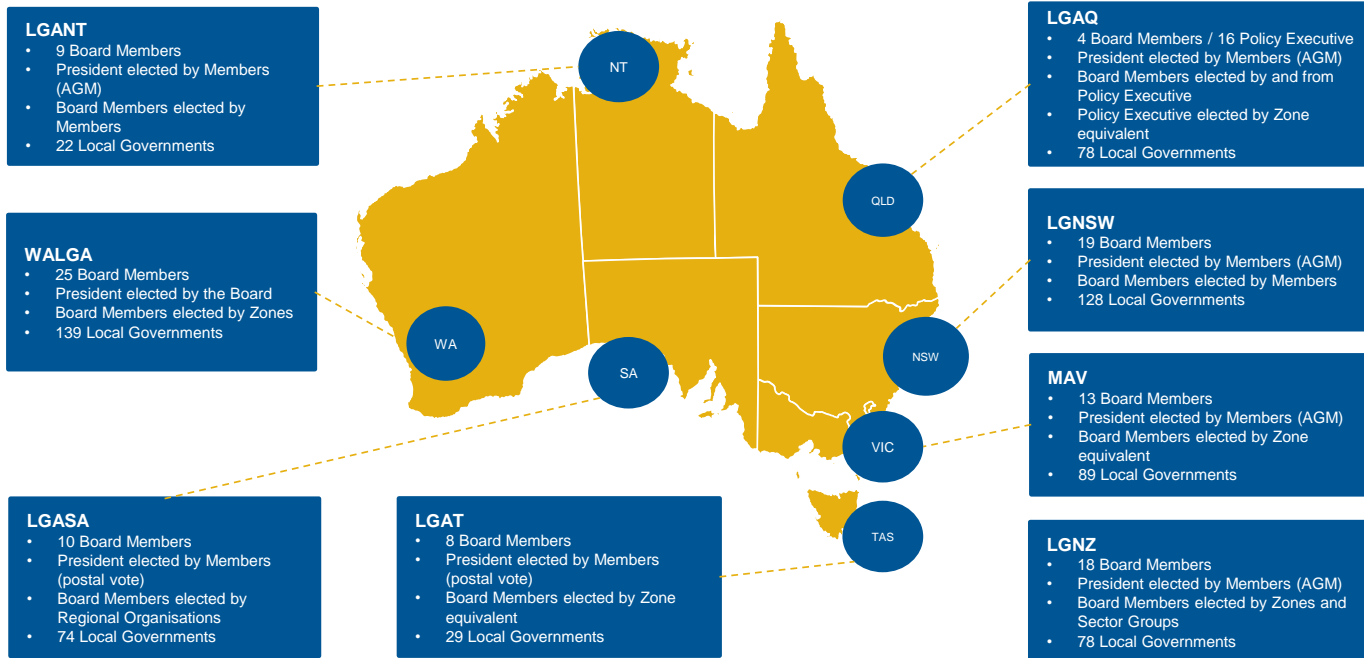 LGANT
• 9 Board Members
• President elected by Members
(AGM)
• Board Members elected by
Members
• 22 Local Governments
WALGA
• 25 Board Members
• President elected by the Board
• Board Members elected by Zones
• 139 Local Governments
LGASA
• 10 Board Members
• President elected by Members
(postal vote)
• Board Members elected by
Regional Organisations
• 74 Local Governments
LGAT
• 8 Board Members
• President elected by Members
(postal vote)
• Board Members elected by Zone
equivalent
• 29 Local Governments
NT
QLD
WA
SA
NSW
VIC
TAS
LGAQ
• 4 Board Members / 16 Policy Executive
• President elected by Members (AGM)
• Board Members elected by and from
Policy Executive
• Policy Executive elected by Zone
equivalent
• 78 Local Governments
LGNSW
• 19 Board Members
• President elected by Members (AGM)
• Board Members elected by Members
• 128 Local Governments
MAV
• 13 Board Members
• President elected by Members (AGM)
• Board Members elected by Zone
equivalent
• 89 Local Governments
LGNZ
• 18 Board Members
• President elected by Members (AGM)
• Board Members elected by Zones and
Sector Groups
• 78 Local Governments